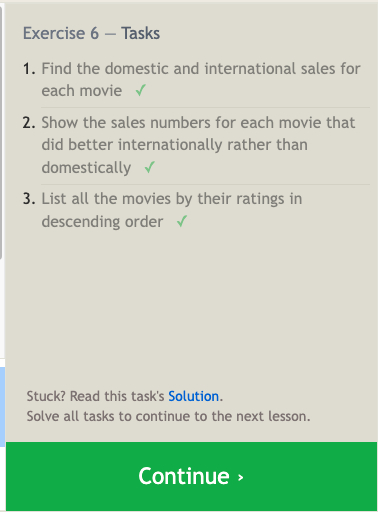 Exercise 6 — Tasks
1. Find the domestic and international sales for
each movie ✓
2. Show the sales numbers for each movie that
did better internationally rather than
domestically ✓
3. List all the movies by their ratings in
descending order ✓
Stuck? Read this task's Solution.
Solve all tasks to continue to the next lesson.
Continue ›